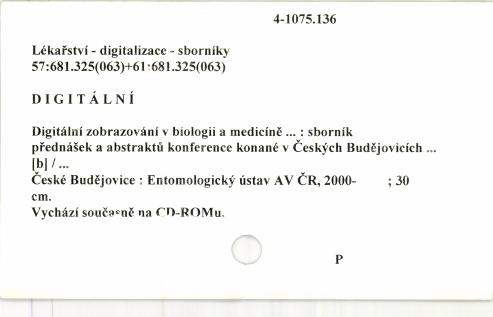 4-1075.136
Lékařství - digitalizace - sborníky
57:681.325(063)+61:681.325(063)
D I G I T Á L N Í
Digitální zobrazování v biologii a medicíně ... : sborník
přednášek a abstraktů konference konané v Českých Budějovicích ...
[b] / ...
České Budějovice : Entomologický ústav AV ČR, 2000- ; 30
cm.
Vychází současně na CD-ROMu.
P